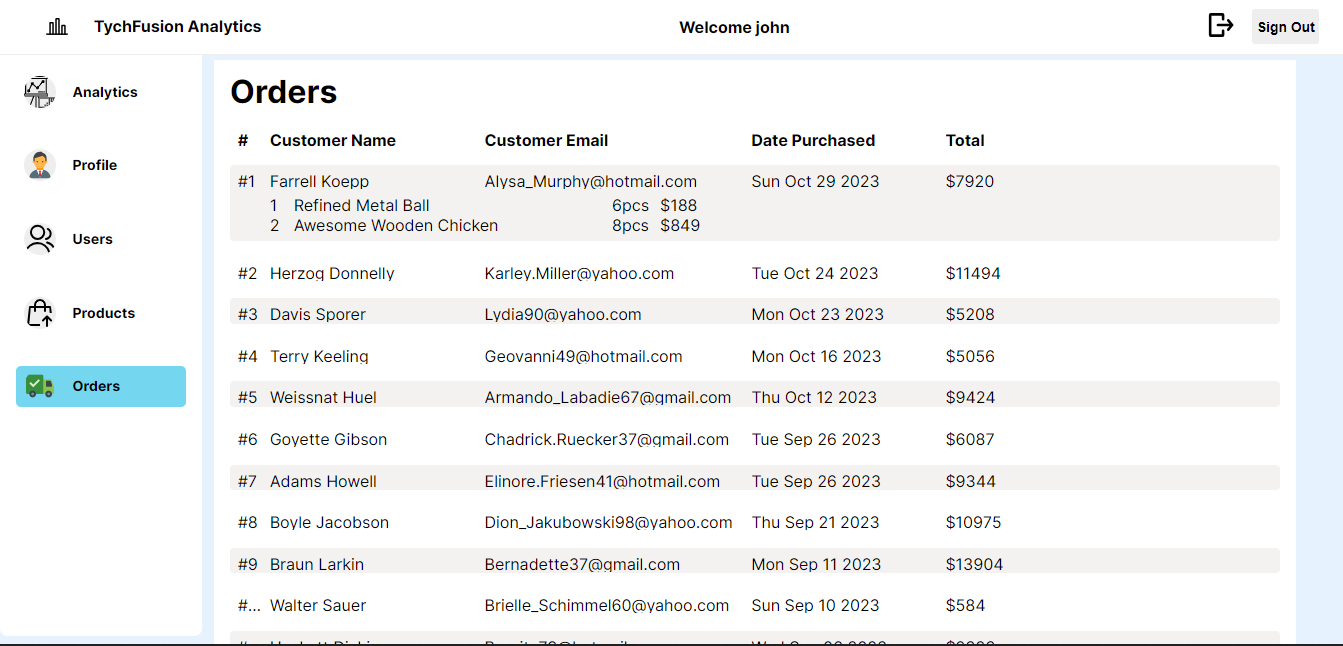 TychFusion Analytics
Welcome john
Sign Out
Analytics
Profile
Users
Products
Orders
Orders
# Customer Name Customer Email Date Purchased Total
#1 Farrell Koepp Alysa_Murphy@hotmail.com Sun Oct 29 2023 $7920
1 Refined Metal Ball 6pcs $188
2 Awesome Wooden Chicken 8pcs $849
#2 Herzog Donnelly Karley.Miller@yahoo.com Tue Oct 24 2023 $11494
#3 Davis Sporer Lydia90@yahoo.com Mon Oct 23 2023 $5208
#4 Terry Keeling Geovanni49@hotmail.com Mon Oct 16 2023 $5056
#5 Weissnat Huel Armando_Labadie67@gmail.com Thu Oct 12 2023 $9424
#6 Goyette Gibson Chadrick.Ruecker37@gmail.com Tue Sep 26 2023 $6087
#7 Adams Howell Elinore.Friesen41@hotmail.com Tue Sep 26 2023 $9344
#8 Boyle Jacobson Dion_Jakubowski98@yahoo.com Thu Sep 21 2023 $10975
#9 Braun Larkin Bernadette37@gmail.com Mon Sep 11 2023 $13904
#... Walter Sauer Brielle_Schimmel60@yahoo.com Sun Sep 10 2023 $584